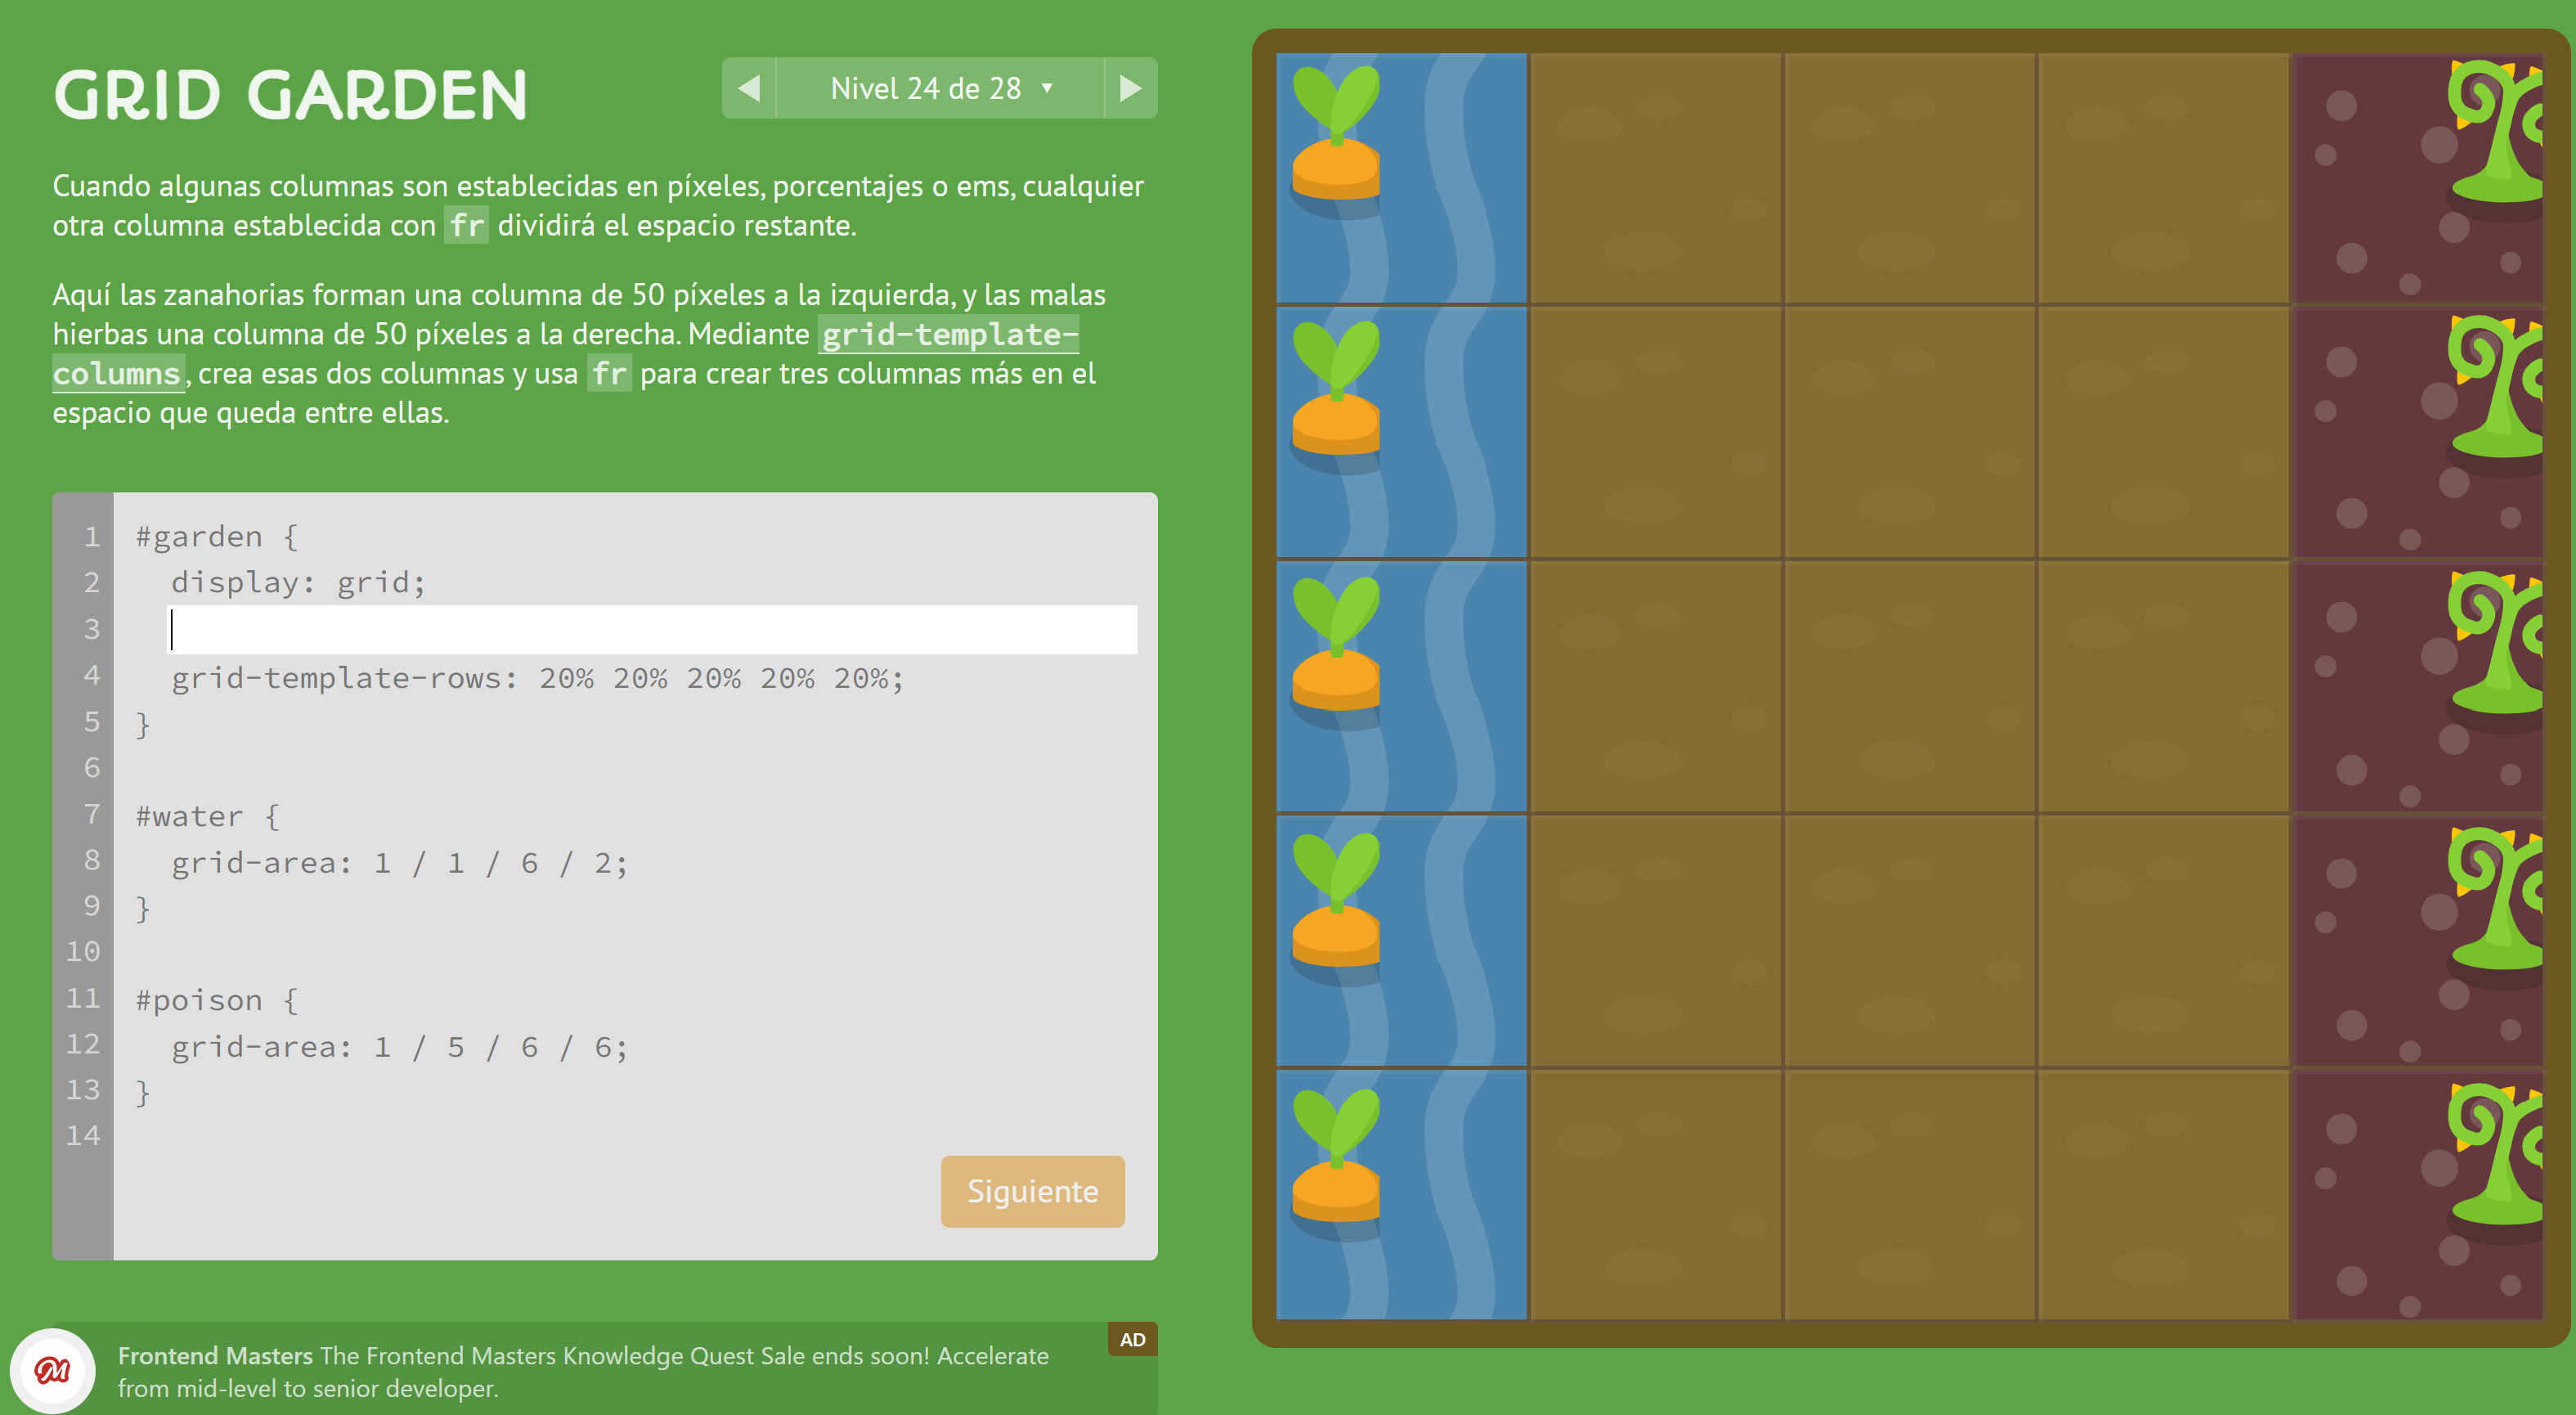 GRID GARDEN
◀ Nivel 24 de 28 ▼ ▶
Cuando algunas columnas son establecidas en píxeles, porcentajes o ems, cualquier
otra columna establecida con fr dividirá el espacio restante.
Aquí las zanahorias forman una columna de 50 píxeles a la izquierda, y las malas
hierbas una columna de 50 píxeles a la derecha. Mediante grid-template-
columns, crea esas dos columnas y usa fr para crear tres columnas más en el
espacio que queda entre ellas.
1 #garden {
2 display: grid;
3
4 grid-template-rows: 20% 20% 20% 20% 20%;
5 }
6
7 #water {
8 grid-area: 1 / 1 / 6 / 2;
9 }
10
11 #poison {
12 grid-area: 1 / 5 / 6 / 6;
13 }
14
Siguiente
AD
Frontend Masters The Frontend Masters Knowledge Quest Sale ends soon! Accelerate
from mid-level to senior developer.